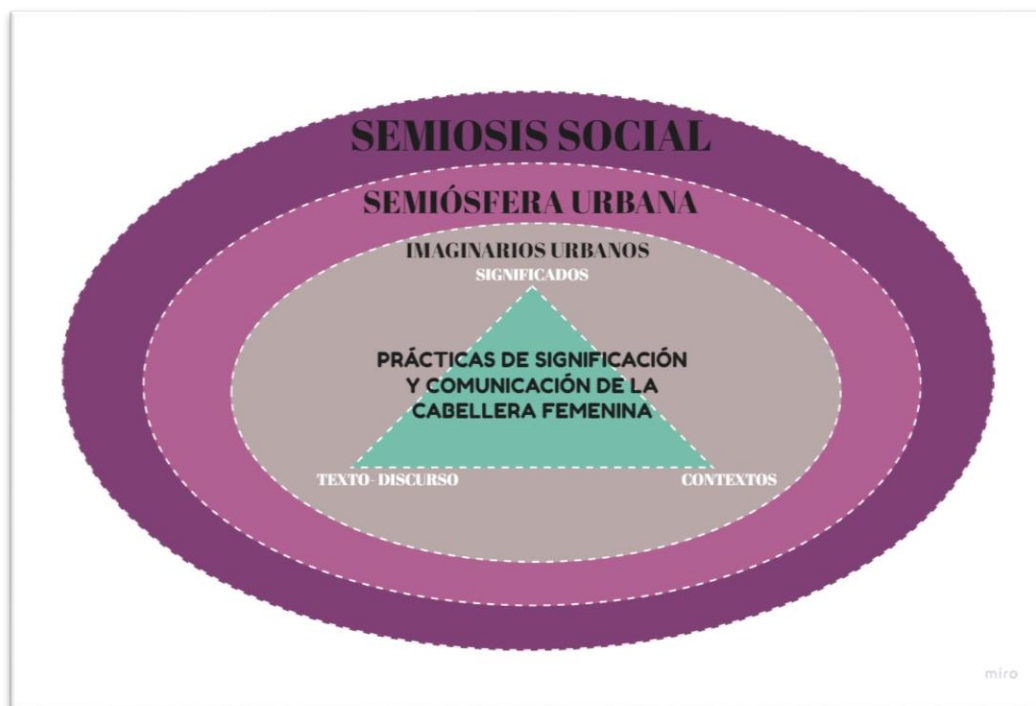 SEMIOSIS SOCIAL
SEMIÓSFERA URBANA
IMAGINARIOS URBANOS
SIGNIFICADOS
PRÁCTICAS DE SIGNIFICACIÓN
Y COMUNICACIÓN DE LA
CABELLERA FEMENINA
TEXTO- DISCURSO
CONTEXTOS
miro